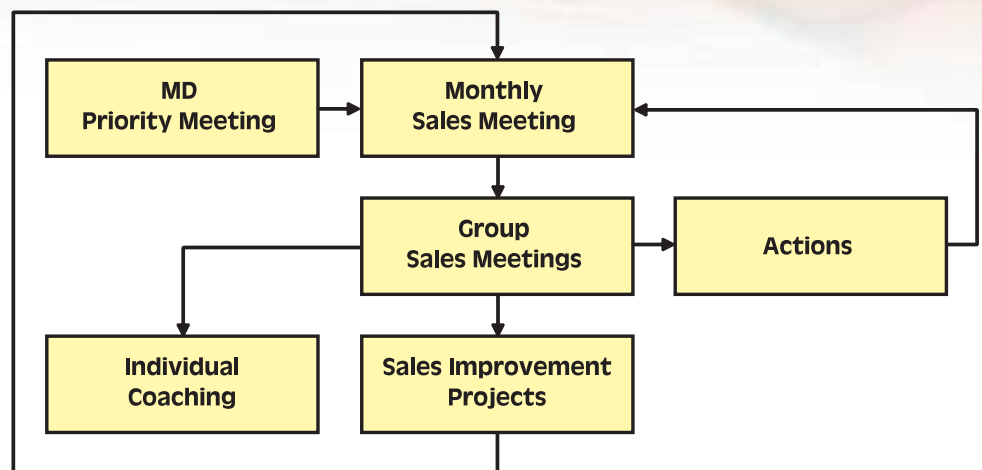 MD
Priority Meeting
Monthly
Sales Meeting
Group
Sales Meetings
Actions
Individual
Coaching
Sales Improvement
Projects